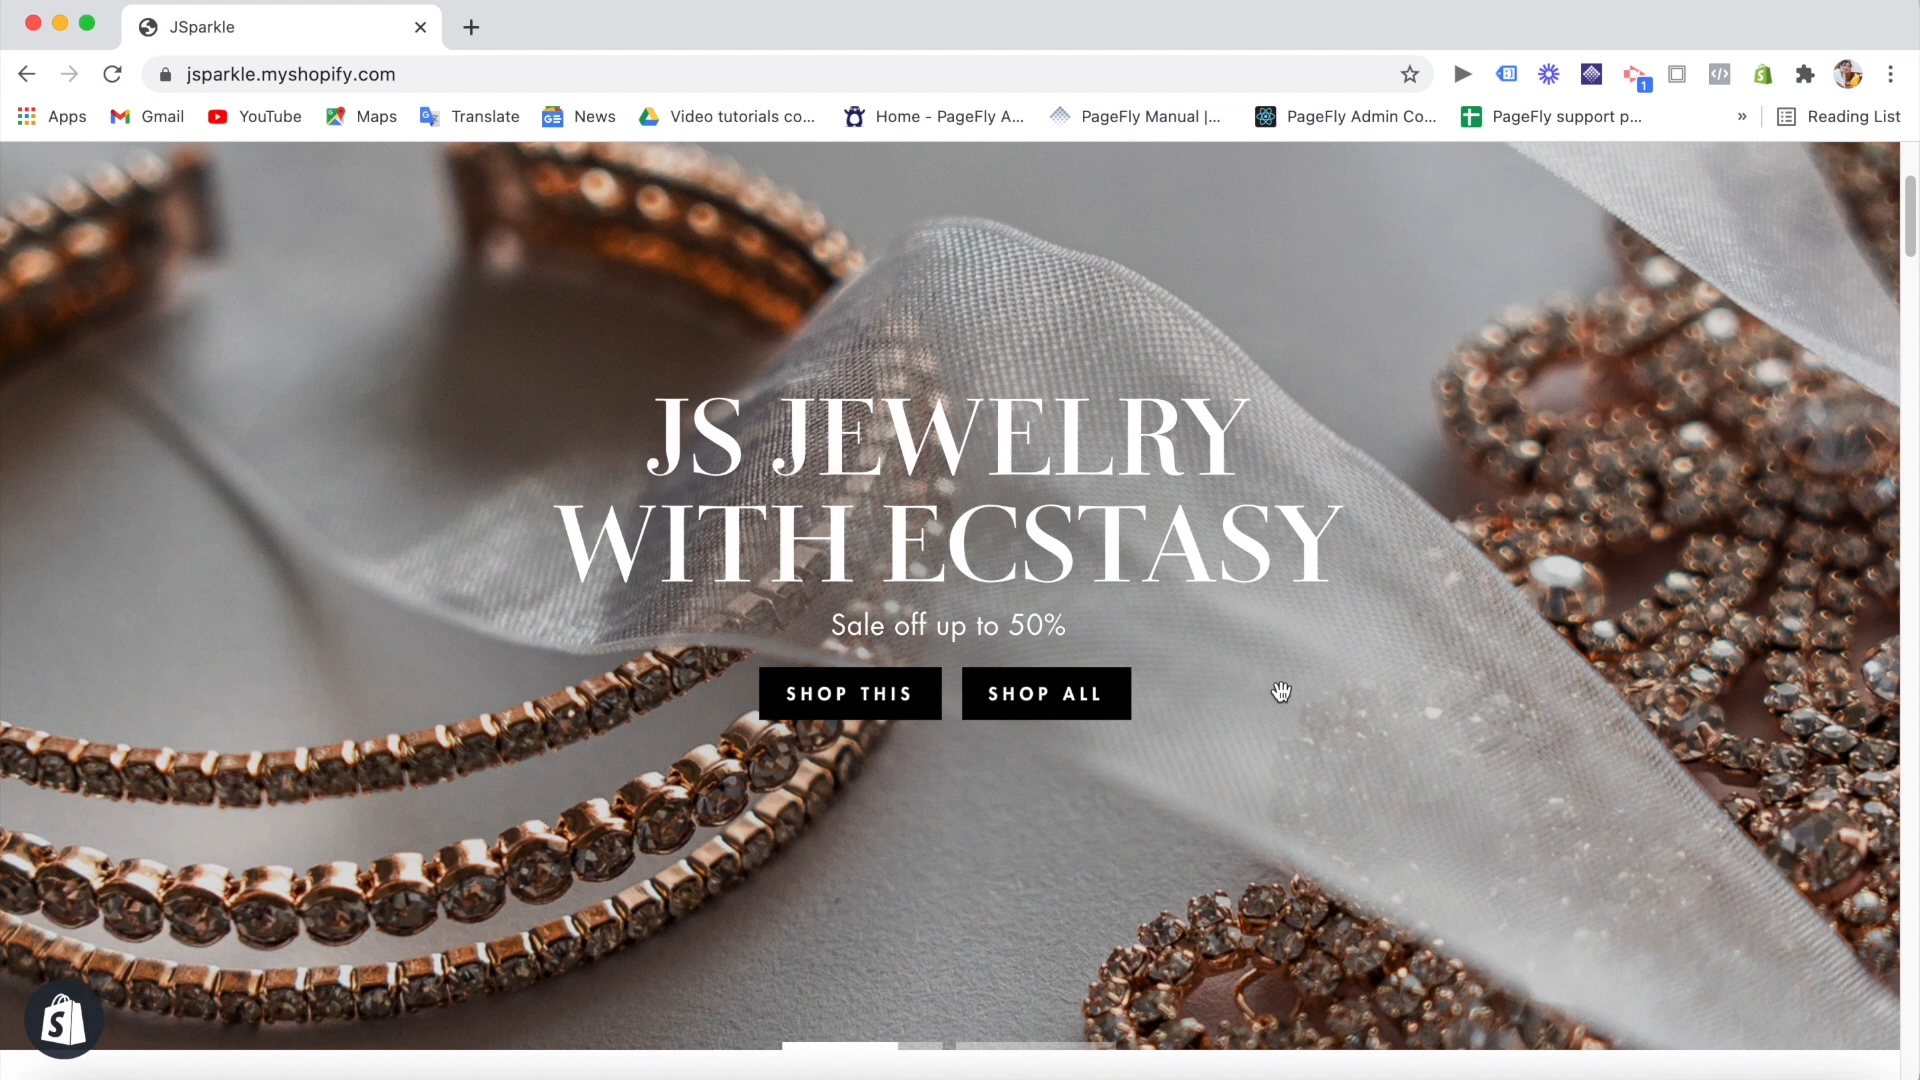 JSparkle
jsparkle.myshopify.com
1
Apps
Gmail
YouTube
Maps
Translate
News
Video tutorials co...
Home - PageFly A...
PageFly Manual |...
PageFly Admin Co...
PageFly support p...
»
Reading List
JS JEWELRY
WITH ECSTASY
Sale off up to 50%
SHOP THIS
SHOP ALL